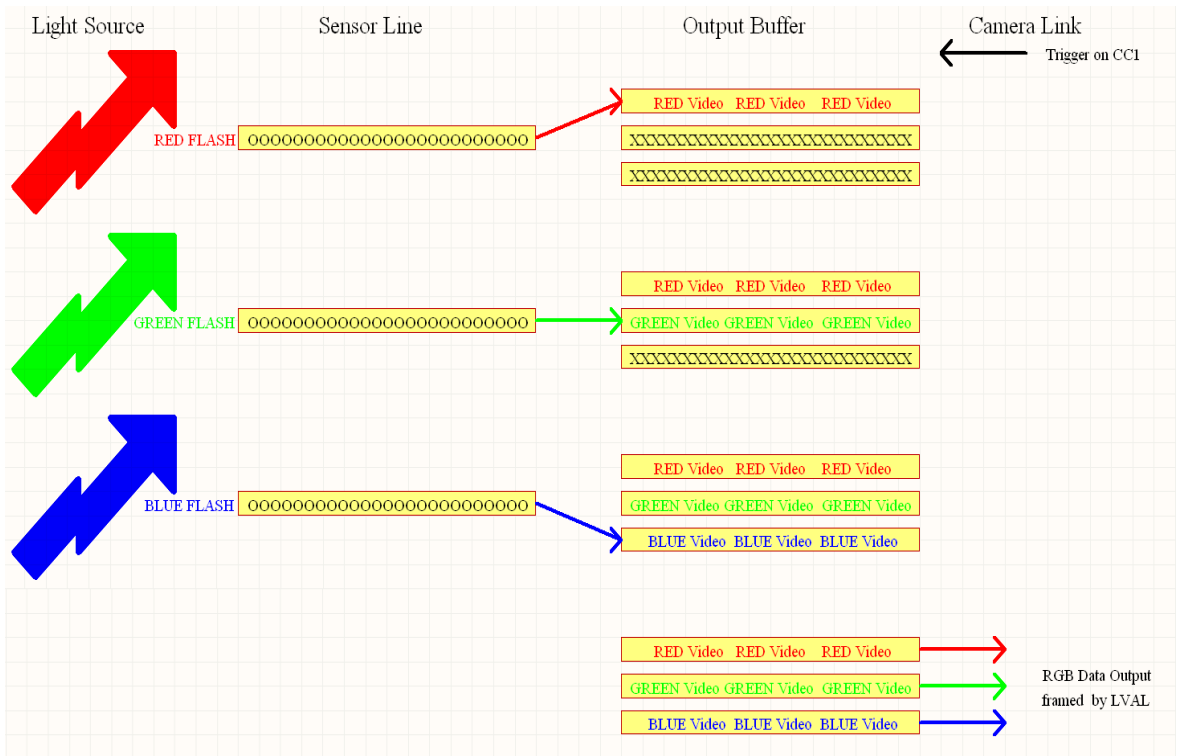 Light Source Sensor Line Output Buffer Camera Link
Trigger on CC1
RED Video RED Video RED Video
RED FLASH OOOOOOOOOOOOOOOOOOOOOOOOO XXXXXXXXXXXXXXXXXXXXXXXXX
XXXXXXXXXXXXXXXXXXXXXXXXX
RED Video RED Video RED Video
GREEN FLASH OOOOOOOOOOOOOOOOOOOOOOOOO GREEN Video GREEN Video GREEN Video
XXXXXXXXXXXXXXXXXXXXXXXXX
RED Video RED Video RED Video
BLUE FLASH OOOOOOOOOOOOOOOOOOOOOOOOO GREEN Video GREEN Video GREEN Video
BLUE Video BLUE Video BLUE Video
RED Video RED Video RED Video
RGB Data Output
GREEN Video GREEN Video GREEN Video
framed by LVAL
BLUE Video BLUE Video BLUE Video